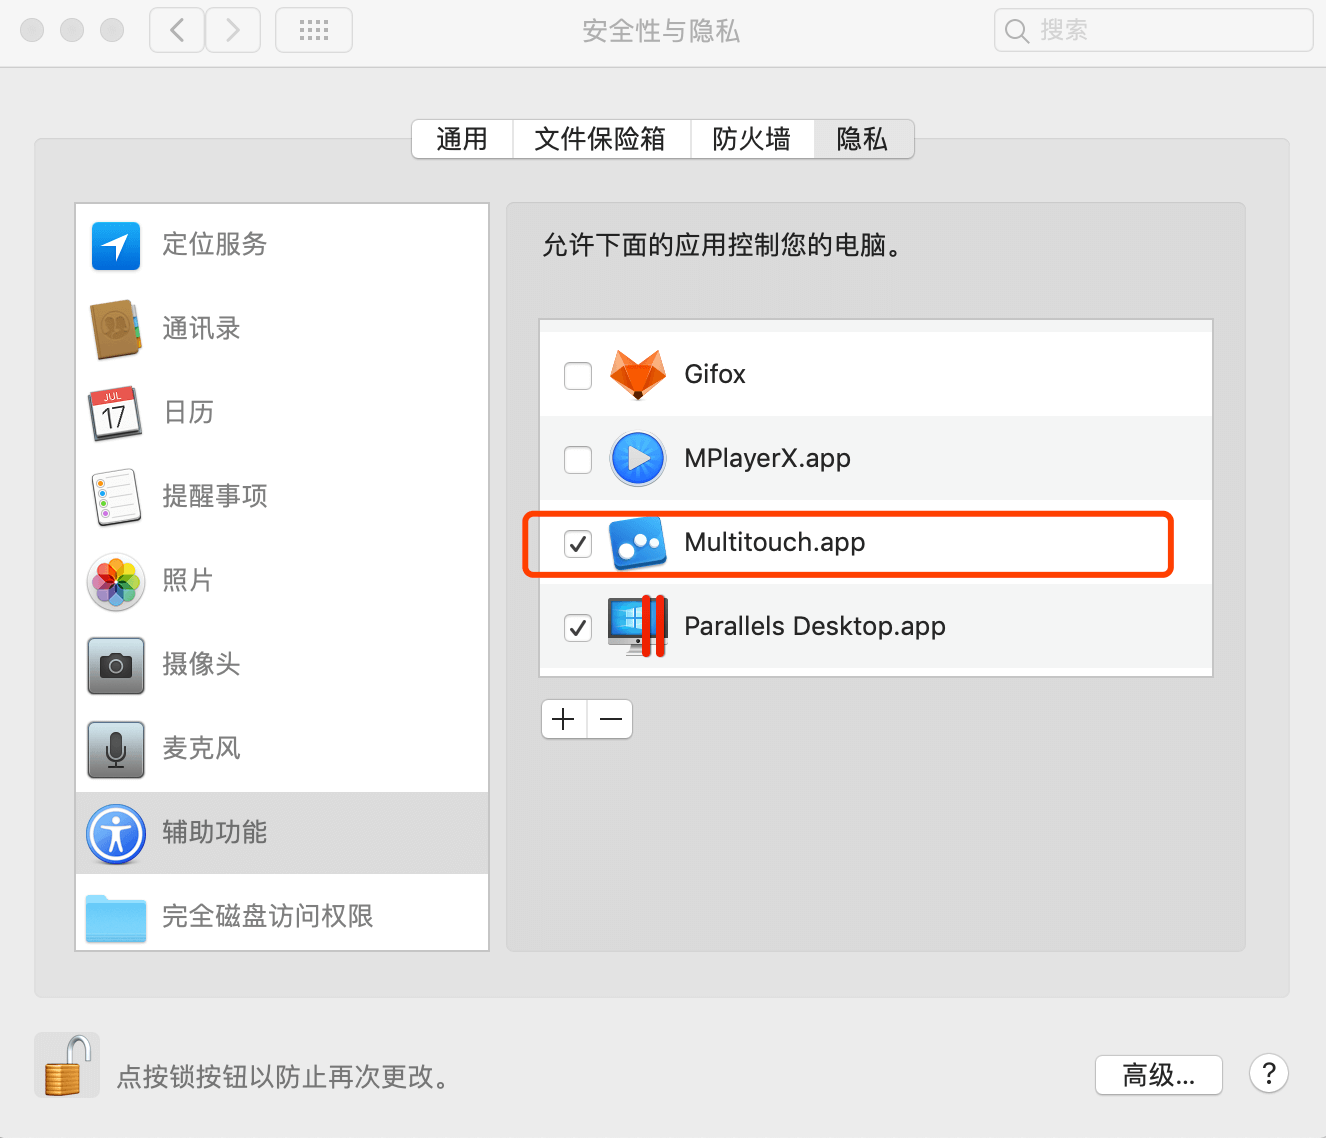 安全性与隐私
搜索
通用
文件保险箱
防火墙
隐私
定位服务
通讯录
JUL
17
日历
提醒事项
照片
摄像头
麦克风
辅助功能
完全磁盘访问权限
允许下面的应用控制您的电脑。
Gifox
MPlayerX.app
Multitouch.app
Parallels Desktop.app
点按锁按钮以防止再次更改。
高级...
?